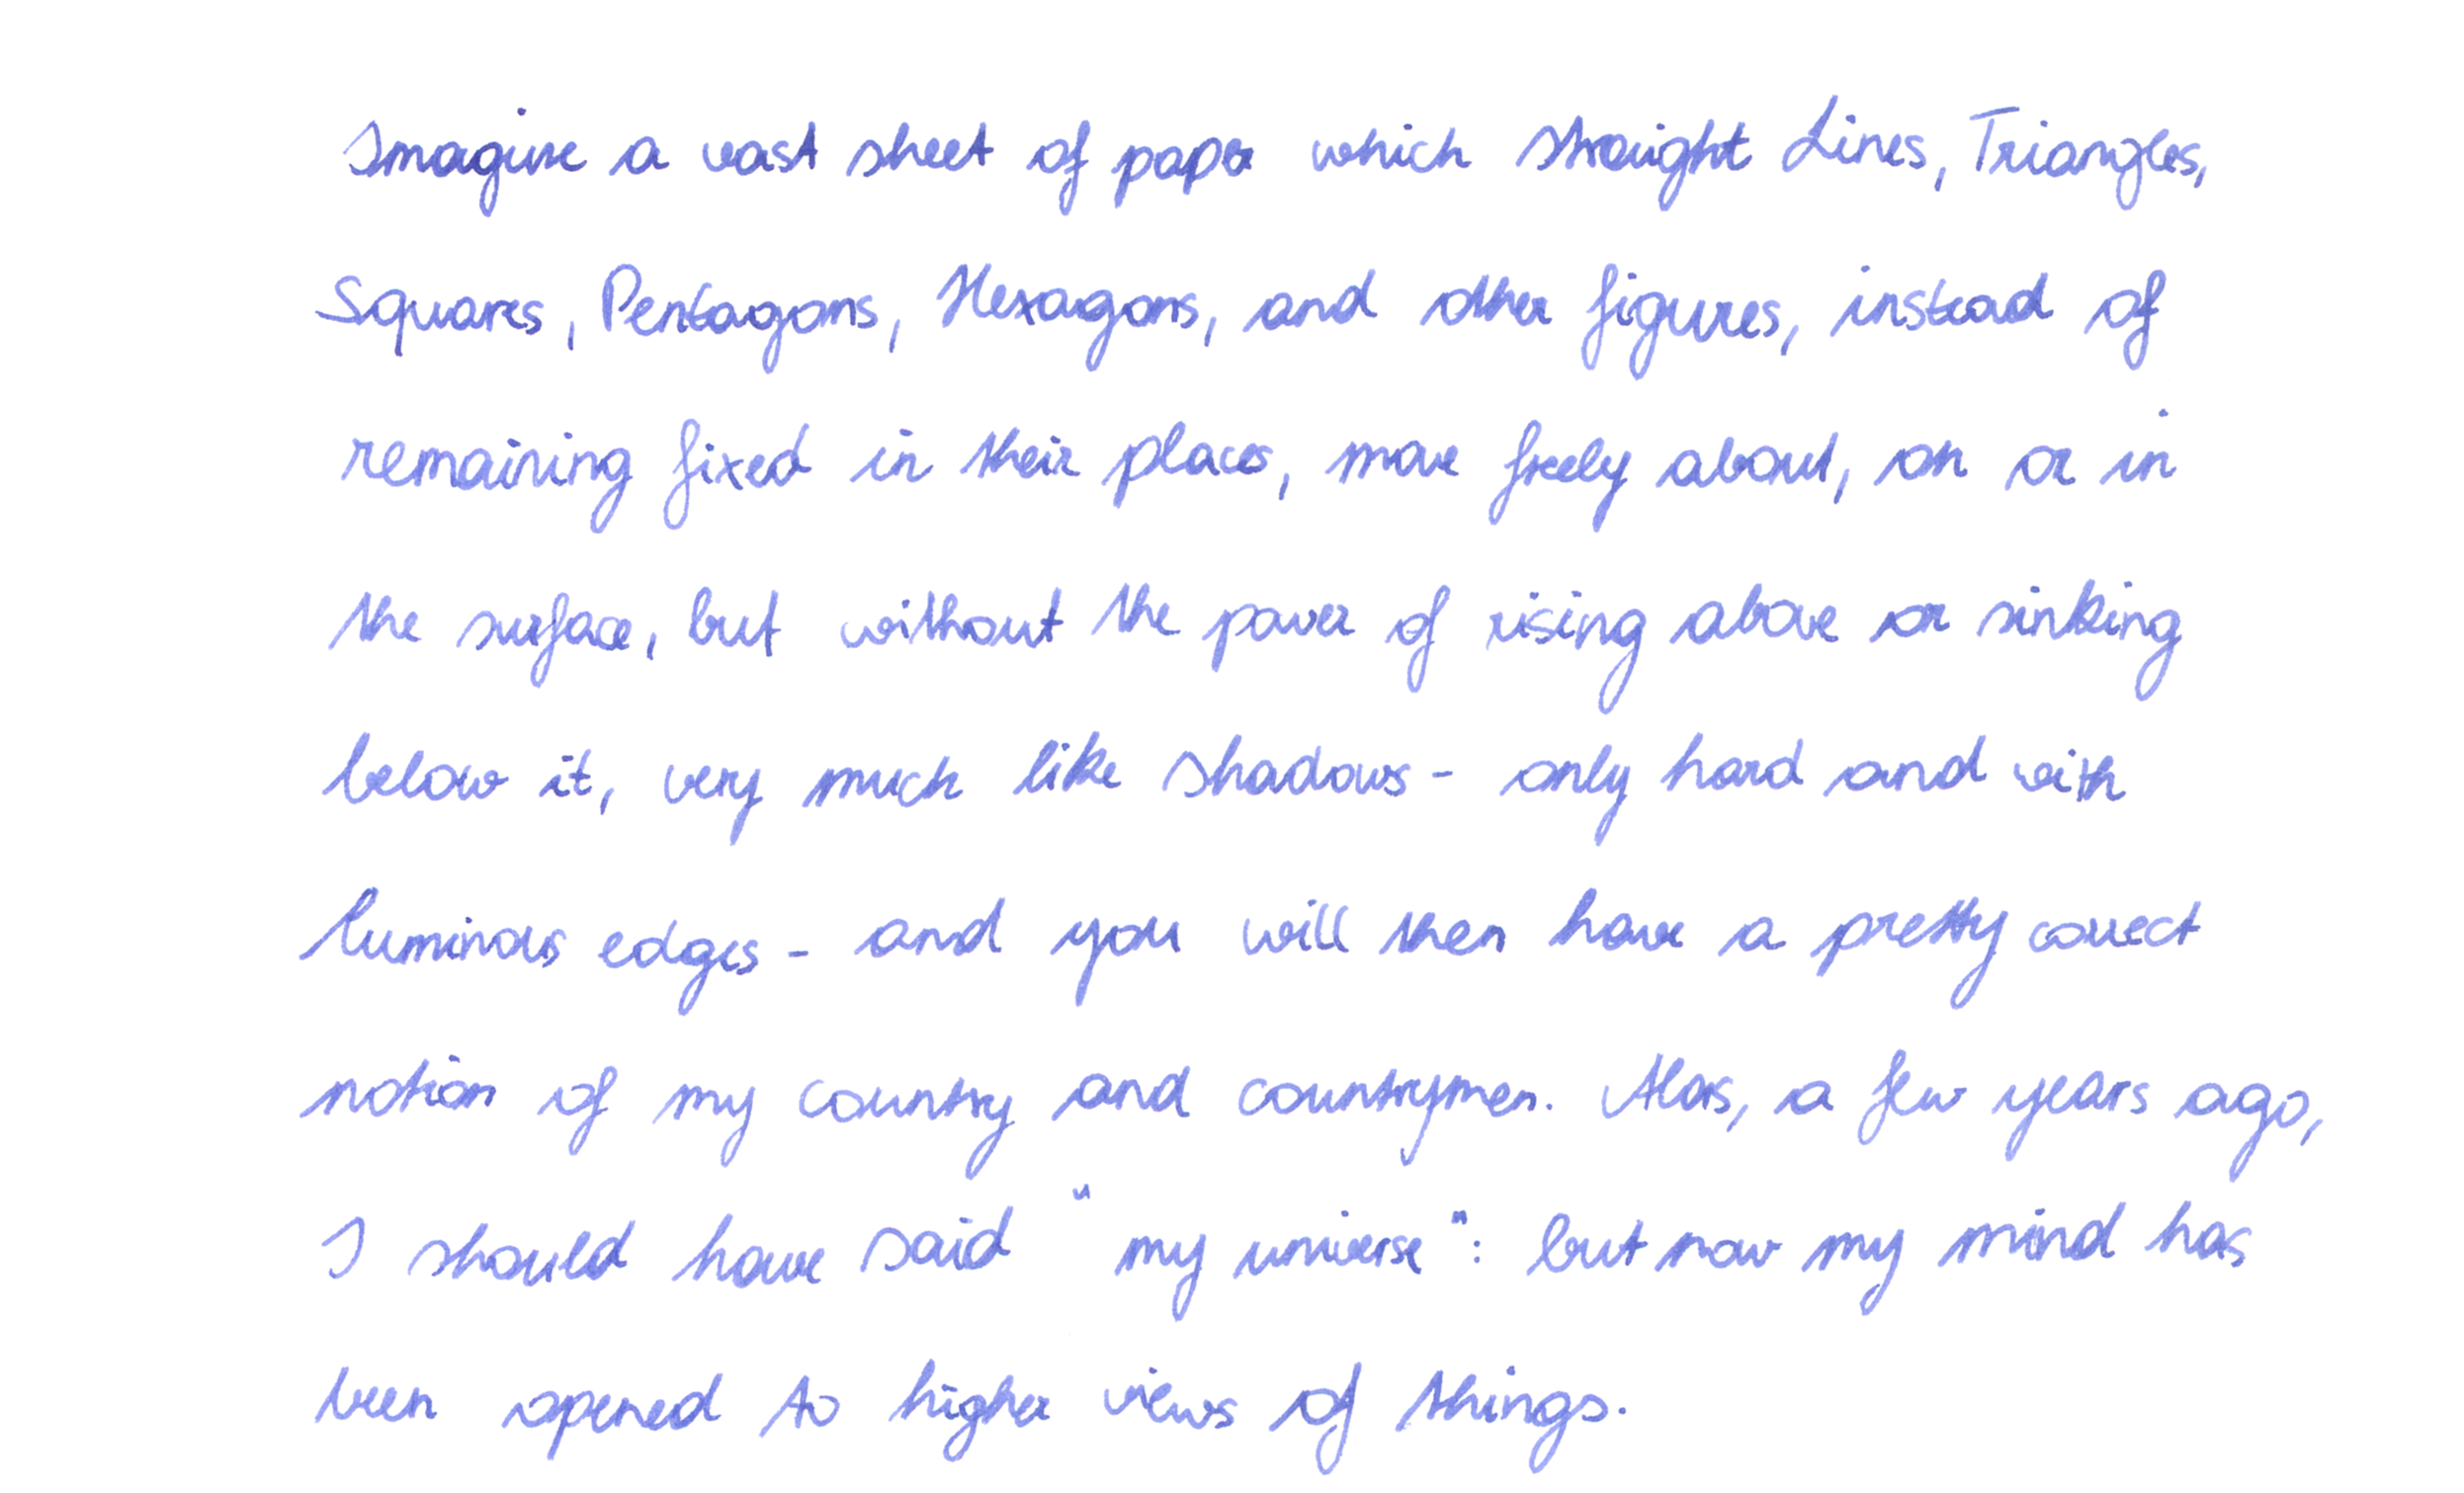 Imagine a vast sheet of paper which straight Lines, Triangles,
Squares, Pentagons, Hexagons, and other figures, instead of
remaining fixed in their places, move freely about, on or in
the surface, but without the power of rising above or sinking
below it, very much like shadows - only hard and with
luminous edges - and you will then have a pretty correct
notion of my country and countrymen. Alas, a few years ago,
I should have said "my universe": but now my mind has
been opened to higher views of things.